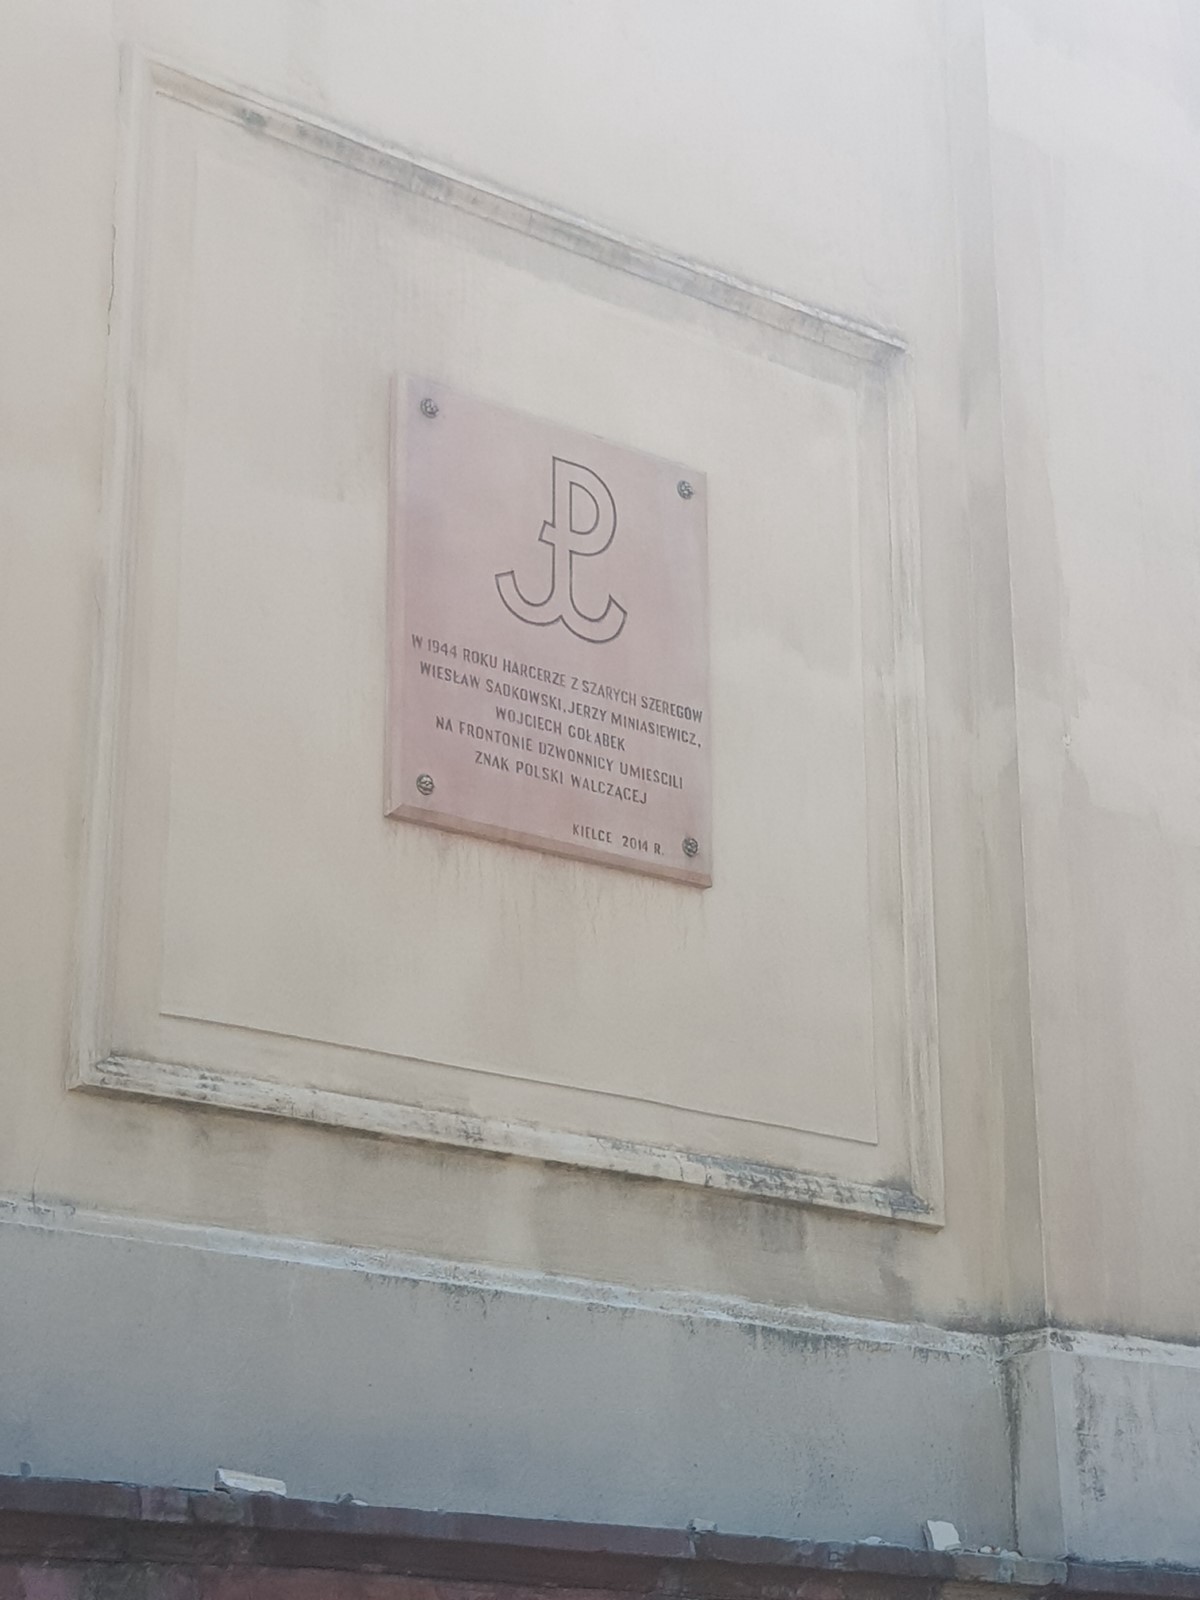 W 1944 ROKU HARCERZE Z SZARYCH SZEREGÓW
WIESŁAW SADKOWSKI, JERZY MINIASIEWICZ,
WOJCIECH GOŁĄBEK
NA FRONTONIE DZWONNICY UMIEŚCILI
ZNAK POLSKI WALCZĄCEJ
KIELCE 2014 R.